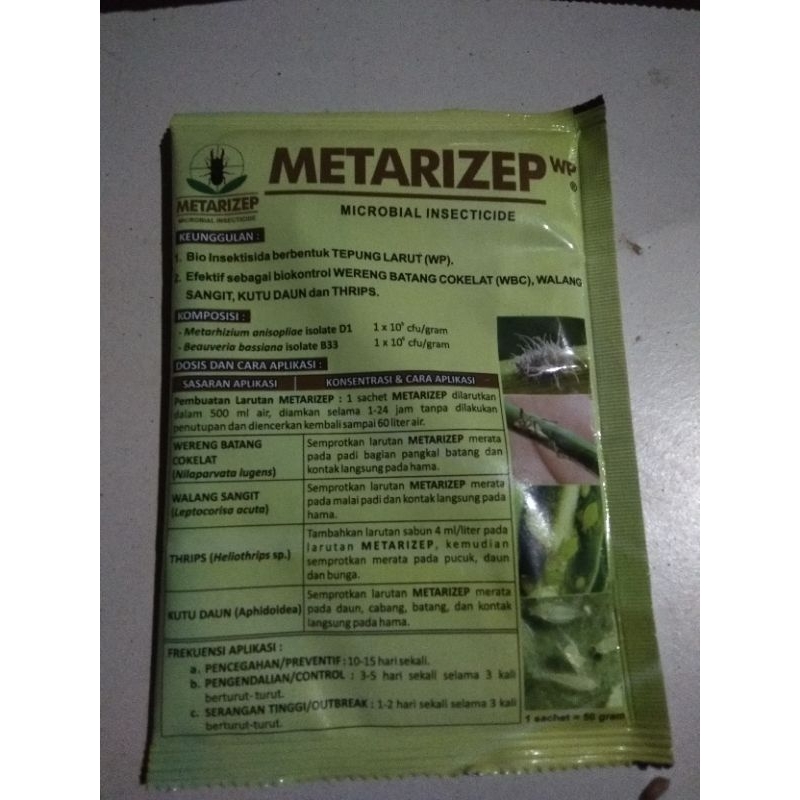 METARIZEP WP
®
MICROBIAL INSECTICIDE
METARIZEP
MICROBIAL INSECTICIDE
KEUNGGULAN :
1. Bio Insektisida berbentuk TEPUNG LARUT (WP).
2. Efektif sebagai biokontrol WERENG BATANG COKELAT (WBC), WALANG
SANGIT, KUTU DAUN dan THRIPS.
KOMPOSISI :
- Metarhizium anisopliae isolate D1 1 x 10⁹ cfu/gram
- Beauveria bassiana isolate B33 1 x 10⁹ cfu/gram
DOSIS DAN CARA APLIKASI :
SASARAN APLIKASI KONSENTRASI & CARA APLIKASI
Pembuatan Larutan METARIZEP : 1 sachet METARIZEP dilarutkan
dalam 500 ml air, diamkan selama 1-24 jam tanpa dilakukan
penutupan dan diencerkan kembali sampai 60 liter air.
WERENG BATANG
COKELAT
(Nilaparvata lugens)
Semprotkan larutan METARIZEP merata
pada padi bagian pangkal batang dan
kontak langsung pada hama.
WALANG SANGIT
(Leptocorisa acuta)
Semprotkan larutan METARIZEP merata
pada malai padi dan kontak langsung pada
hama.
THRIPS (Heliothrips sp.)
Tambahkan larutan sabun 4 ml/liter pada
larutan METARIZEP, kemudian
semprotkan merata pada pucuk, daun
dan bunga.
KUTU DAUN (Aphidoidea)
Semprotkan larutan METARIZEP merata
pada daun, cabang, batang, dan kontak
langsung pada hama.
FREKUENSI APLIKASI :
a. PENCEGAHAN/PREVENTIF : 10-15 hari sekali.
b. PENGENDALIAN/CONTROL : 3-5 hari sekali selama 3 kali
berturut- turut.
c. SERANGAN TINGGI/OUTBREAK : 1-2 hari sekali selama 3 kali
berturut-turut.
1 sachet = 50 gram